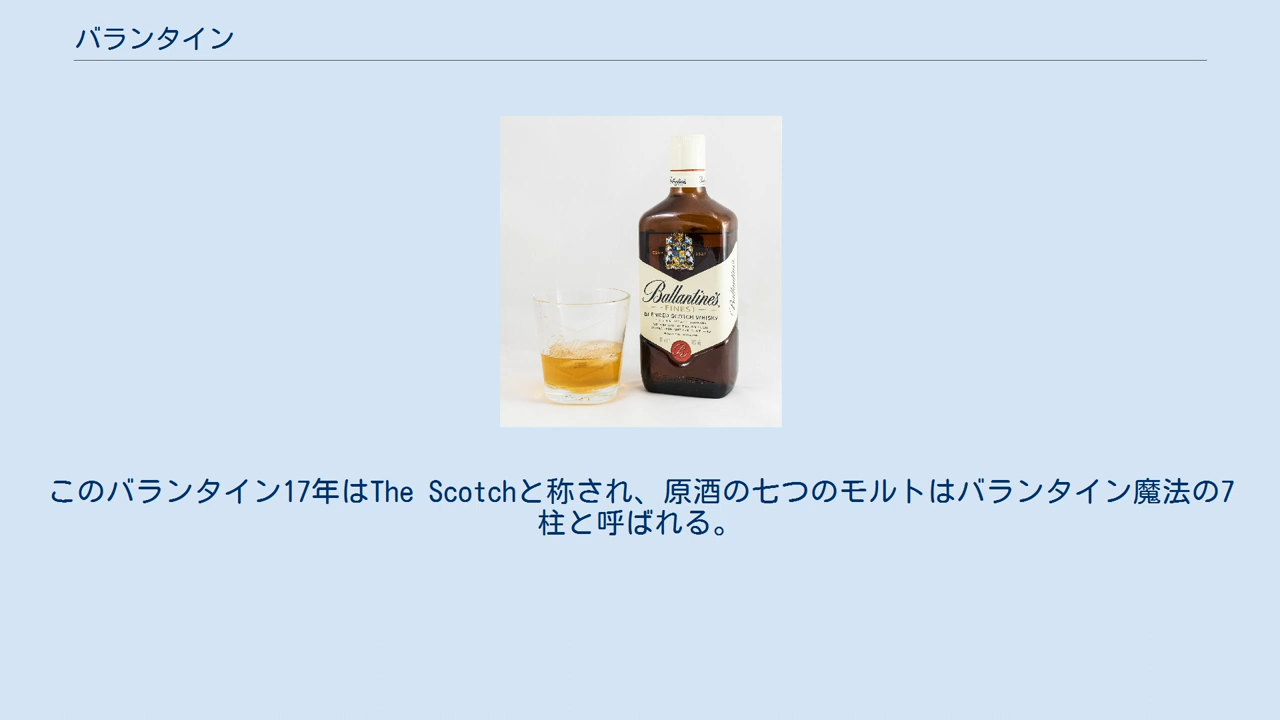 バランタイン
Ballantine's
FINEST
BLENDED SCOTCH WHISKY
このバランタイン17年はThe Scotchと称され、原酒の七つのモルトはバランタイン魔法の7
柱と呼ばれる。